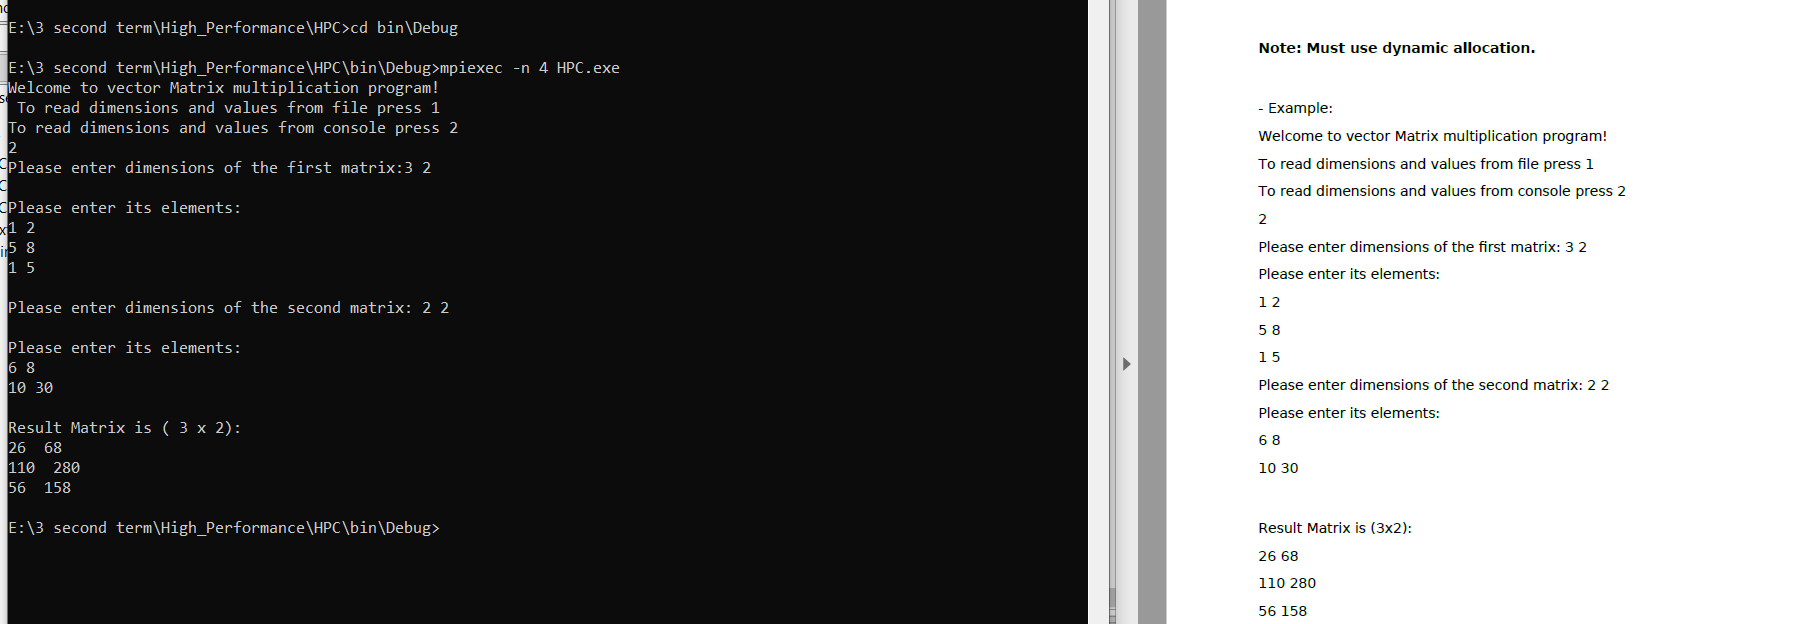 E:\3 second term\High_Performance\HPC>cd bin\Debug
E:\3 second term\High_Performance\HPC\bin\Debug>mpiexec -n 4 HPC.exe
Welcome to vector Matrix multiplication program!
To read dimensions and values from file press 1
To read dimensions and values from console press 2
2
Please enter dimensions of the first matrix:3 2
Please enter its elements:
1 2
5 8
1 5
Please enter dimensions of the second matrix: 2 2
Please enter its elements:
6 8
10 30
Result Matrix is ( 3 x 2):
26  68
110  280
56  158
E:\3 second term\High_Performance\HPC\bin\Debug>
Note: Must use dynamic allocation.
- Example:
Welcome to vector Matrix multiplication program!
To read dimensions and values from file press 1
To read dimensions and values from console press 2
2
Please enter dimensions of the first matrix: 3 2
Please enter its elements:
1 2
5 8
1 5
Please enter dimensions of the second matrix: 2 2
Please enter its elements:
6 8
10 30
Result Matrix is (3x2):
26 68
110 280
56 158